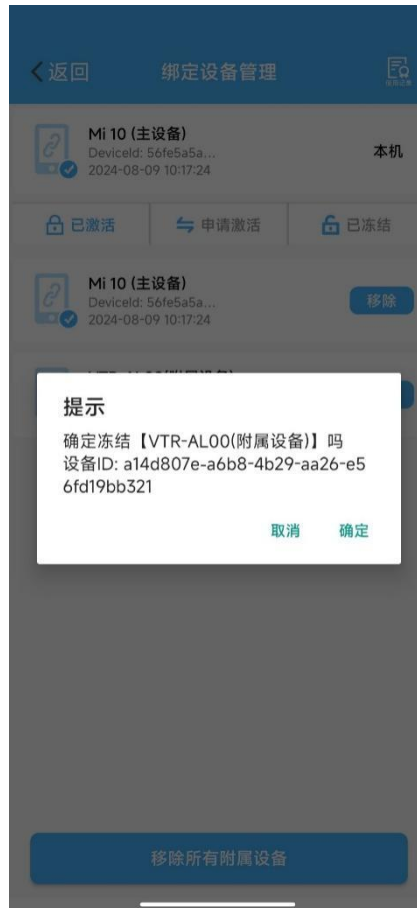 返回
绑定设备管理
Mi 10 (主设备)
DeviceId: 56fe5a5a...
2024-08-09 10:17:24
本机
已激活
申请激活
已冻结
Mi 10 (主设备)
DeviceId: 56fe5a5a...
2024-08-09 10:17:24
移除
提示
确定冻结【VTR-AL00(附属设备)】吗
设备ID: a14d807e-a6b8-4b29-aa26-e5
6fd19bb321
取消
确定
移除所有附属设备